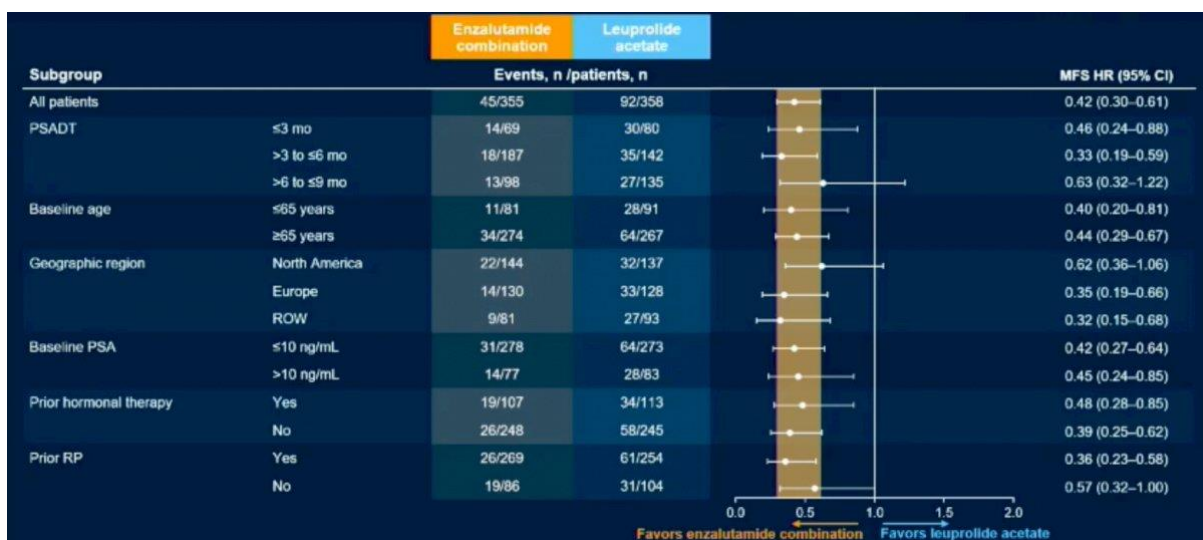 Enzalutamide combination Leuprolide acetate
Subgroup Events, n /patients, n MFS HR (95% CI)
All patients 45/355 92/358 0.42 (0.30–0.61)
PSADT ≤3 mo 14/69 30/80 0.46 (0.24–0.88)
>3 to ≤6 mo 18/187 35/142 0.33 (0.19–0.59)
>6 to ≤9 mo 13/98 27/135 0.63 (0.32–1.22)
Baseline age ≤65 years 11/81 28/91 0.40 (0.20–0.81)
≥65 years 34/274 64/267 0.44 (0.29–0.67)
Geographic region North America 22/144 32/137 0.62 (0.36–1.06)
Europe 14/130 33/128 0.35 (0.19–0.66)
ROW 9/81 27/93 0.32 (0.15–0.68)
Baseline PSA ≤10 ng/mL 31/278 64/273 0.42 (0.27–0.64)
>10 ng/mL 14/77 28/83 0.45 (0.24–0.85)
Prior hormonal therapy Yes 19/107 34/113 0.48 (0.28–0.85)
No 26/248 58/245 0.39 (0.25–0.62)
Prior RP Yes 26/269 61/254 0.36 (0.23–0.58)
No 19/86 31/104 0.57 (0.32–1.00)
0.0 0.5 1.0 1.5 2.0
Favors enzalutamide combination Favors leuprolide acetate